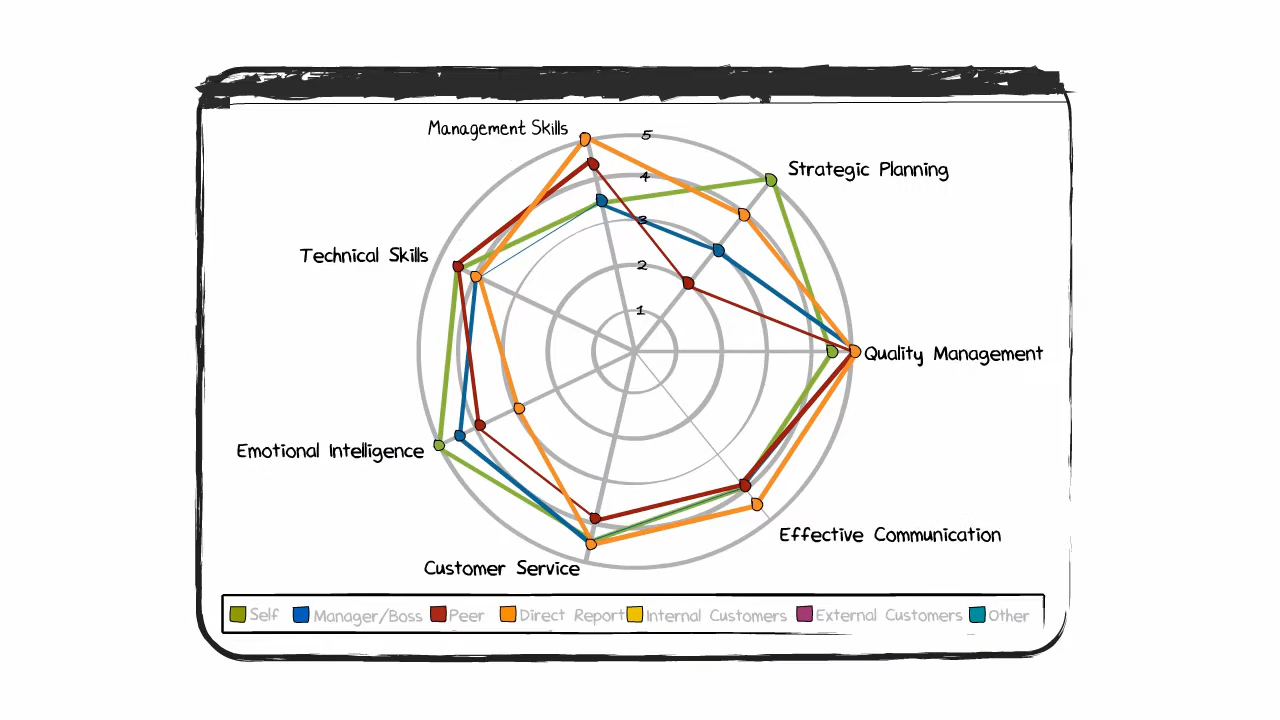 Management Skills
5
Strategic Planning
4
3
Technical Skills
2
1
Quality Management
Emotional Intelligence
Effective Communication
Customer Service
Self Manager/Boss Peer Direct Report Internal Customers External Customers Other